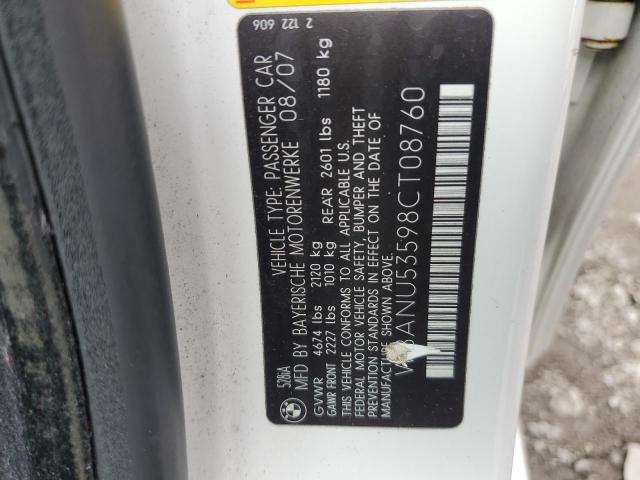 528iA
2 122 606
VEHICLE TYPE: PASSENGER CAR
MFD BY BAYERISCHE MOTORENWERKE 08/07
GVWR 4674 lbs 2120 kg
GAWR FRONT 2227 lbs 1010 kg REAR 2601 lbs 1180 kg
THIS VEHICLE CONFORMS TO ALL APPLICABLE U.S.
FEDERAL MOTOR VEHICLE SAFETY, BUMPER AND THEFT
PREVENTION STANDARDS IN EFFECT ON THE DATE OF
MANUFACTURE SHOWN ABOVE.
WBANU53598CT08760